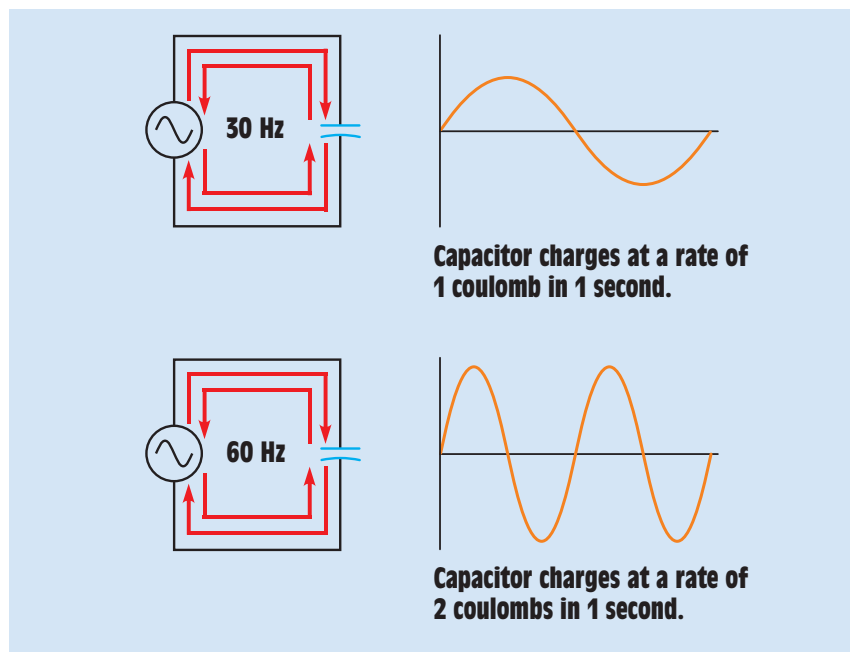 30 Hz
Capacitor charges at a rate of
1 coulomb in 1 second.
60 Hz
Capacitor charges at a rate of
2 coulombs in 1 second.